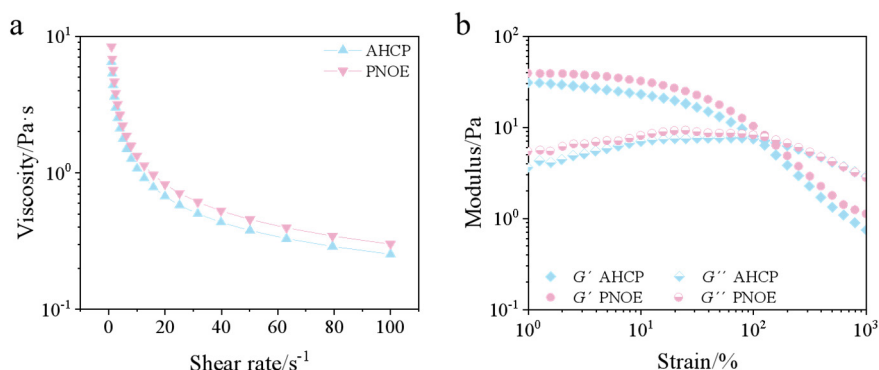 a
Viscosity/Pa·s
10¹
10⁰
10⁻¹
AHCP
PNOE
0 20 40 60 80 100
Shear rate/s⁻¹
b
Modulus/Pa
10²
10¹
10⁰
10⁻¹
G′ AHCP G′′ AHCP
G′ PNOE G′′ PNOE
10⁰ 10¹ 10² 10³
Strain/%